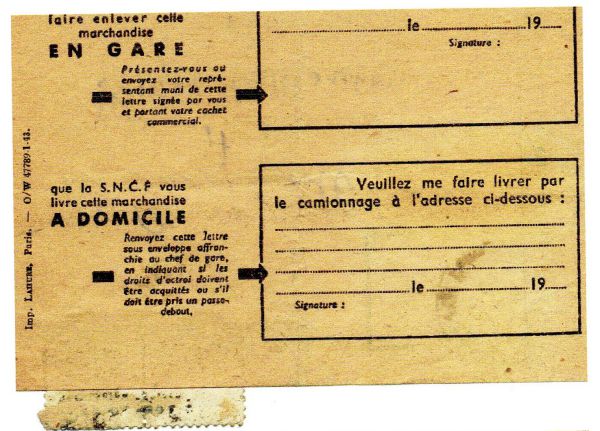 faire enlever cette
marchandise
EN GARE
Présentez-vous ou
envoyez votre repré-
sentant muni de cette
lettre signée par vous
et portant votre cachet
commercial.
le 19
Signature :
que la S.N.C.F vous
livre cette marchandise
A DOMICILE
Renvoyez cette lettre
sous enveloppe affran-
chie au chef de gare,
en indiquant si les
droits d'octroi doivent
être acquittés ou s'il
doit être pris un passe-
debout.
Veuillez me faire livrer par
le camionnage à l'adresse ci-dessous :
le 19
Signature :
Imp. LAHURE, Paris. — O/W 47789-1-43.